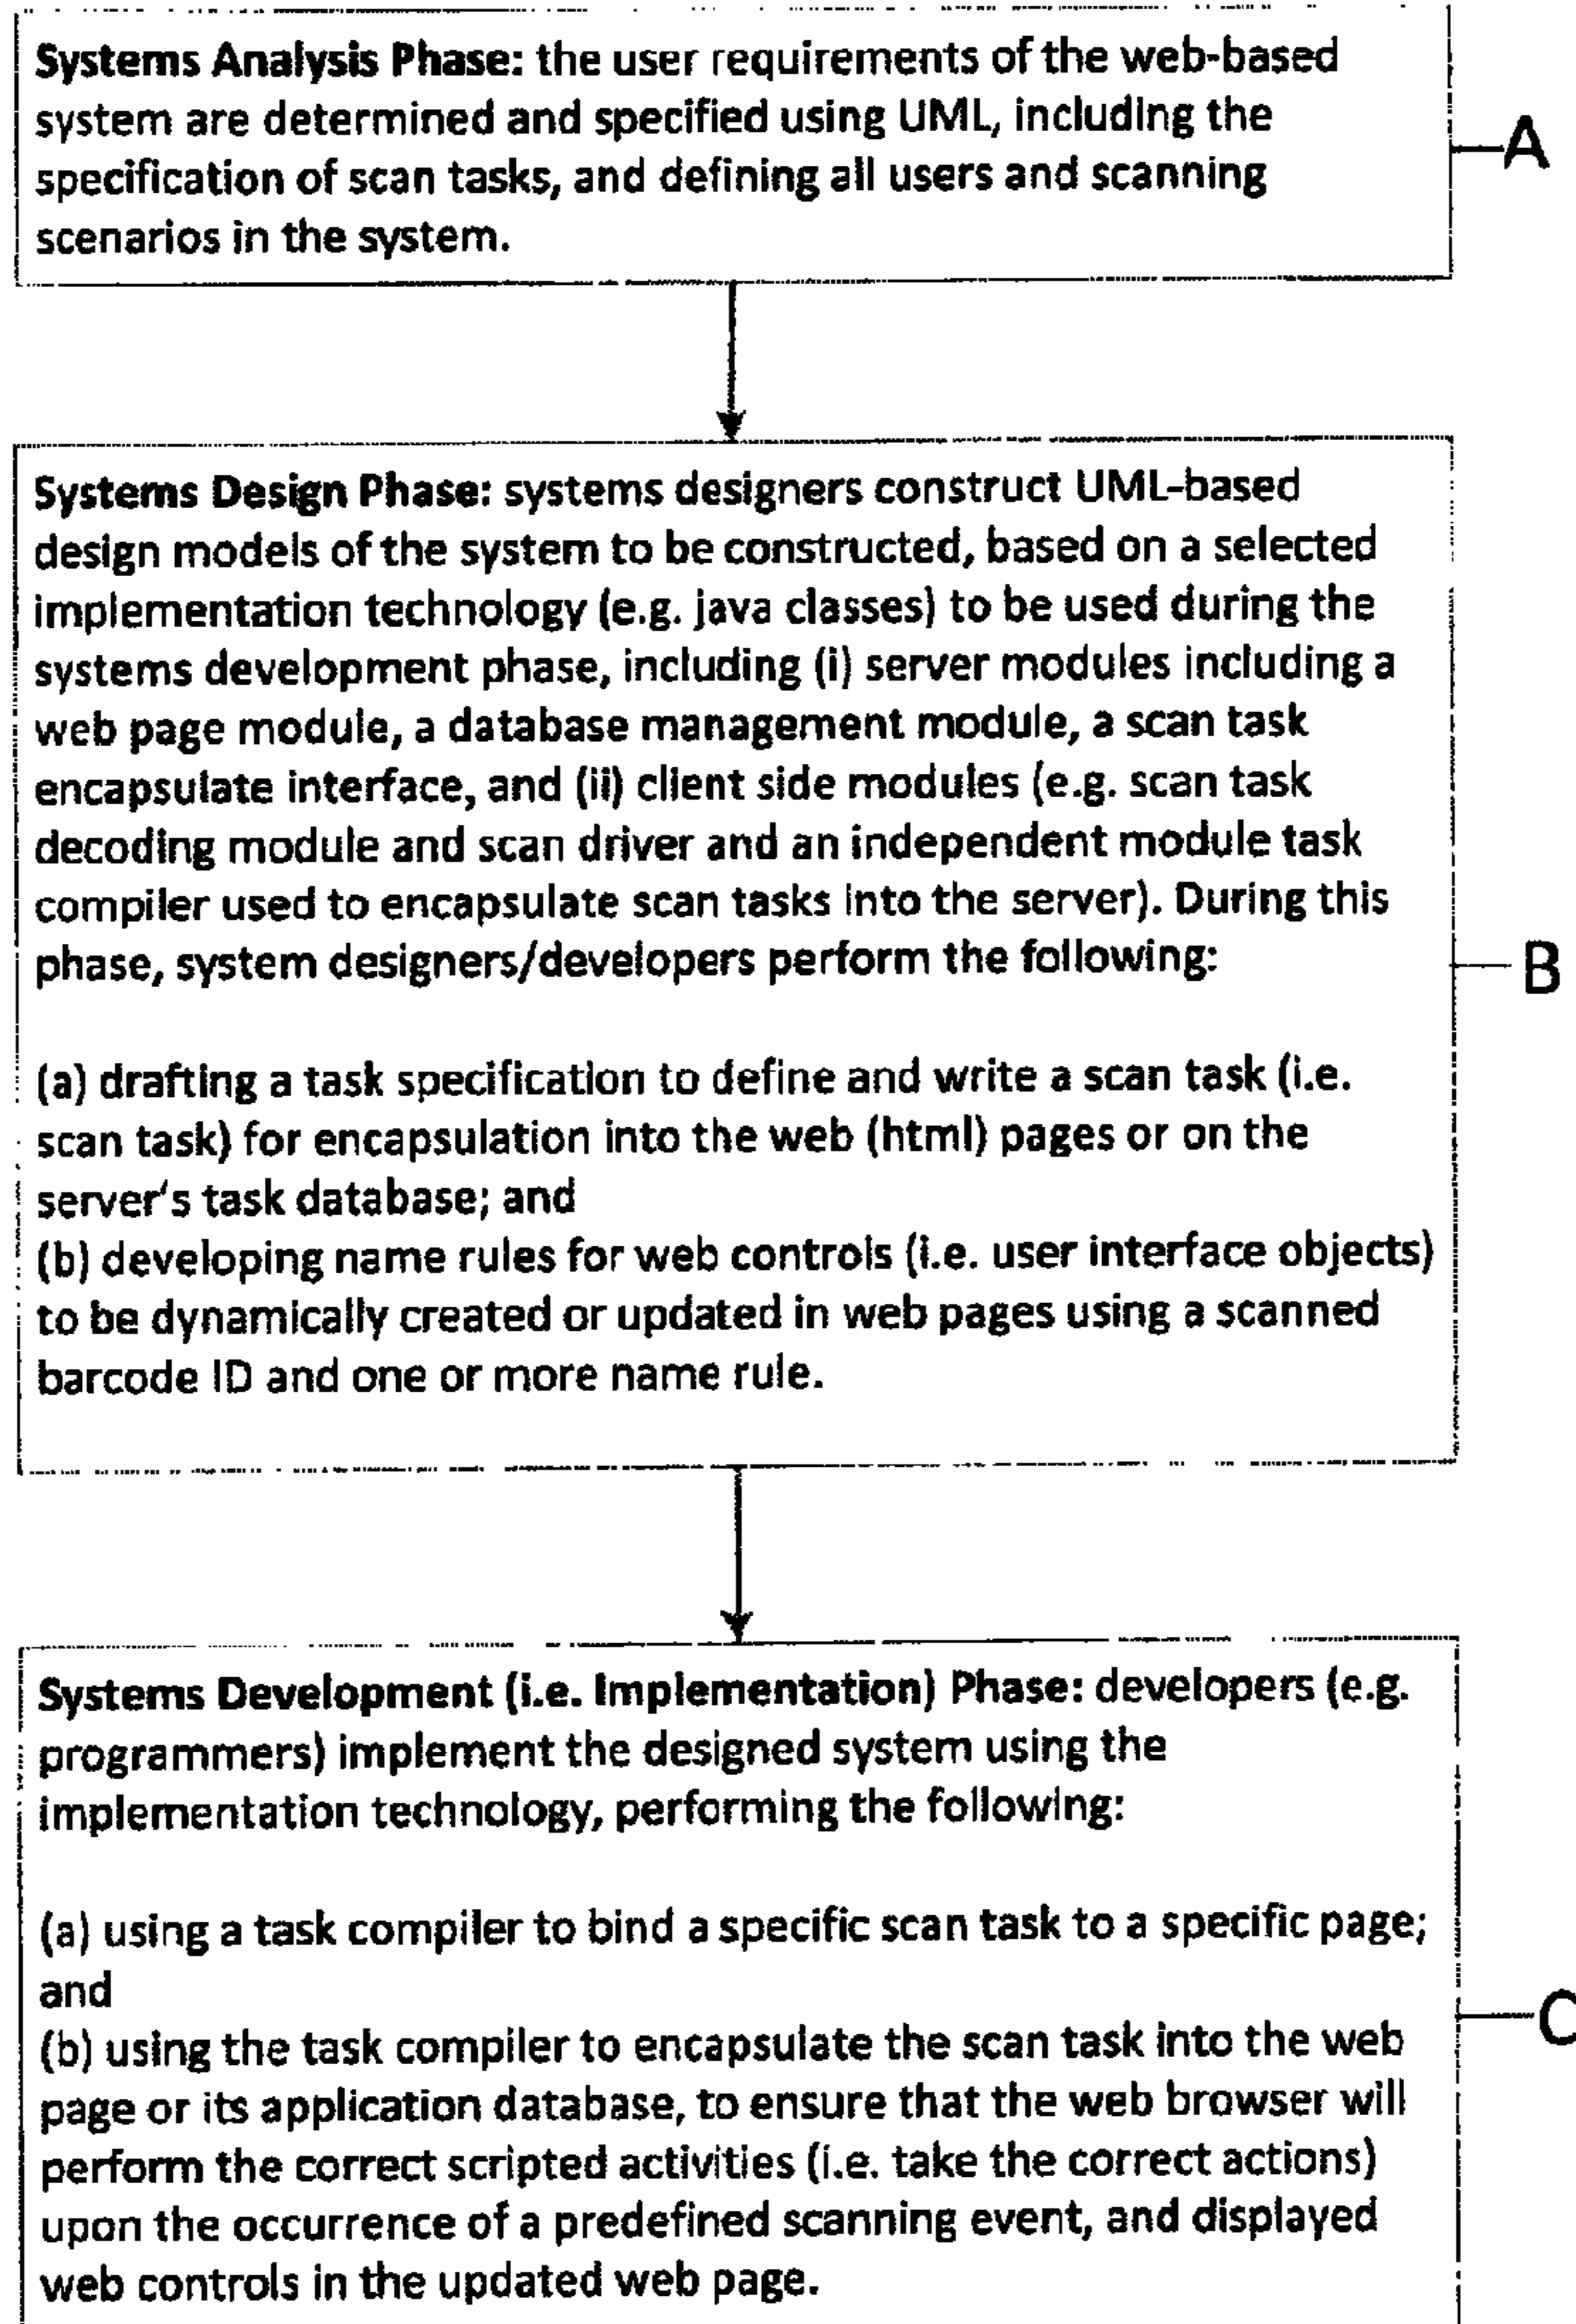 Systems Analysis Phase: the user requirements of the web-based
system are determined and specified using UML, including the
specification of scan tasks, and defining all users and scanning
scenarios in the system.
A
Systems Design Phase: systems designers construct UML-based
design models of the system to be constructed, based on a selected
implementation technology (e.g. java classes) to be used during the
systems development phase, including (i) server modules including a
web page module, a database management module, a scan task
encapsulate interface, and (ii) client side modules (e.g. scan task
decoding module and scan driver and an independent module task
compiler used to encapsulate scan tasks into the server). During this
phase, system designers/developers perform the following:
B
(a) drafting a task specification to define and write a scan task (i.e.
scan task) for encapsulation into the web (html) pages or on the
server's task database; and
(b) developing name rules for web controls (i.e. user interface objects)
to be dynamically created or updated in web pages using a scanned
barcode ID and one or more name rule.
Systems Development (i.e. Implementation) Phase: developers (e.g.
programmers) implement the designed system using the
implementation technology, performing the following:
(a) using a task compiler to bind a specific scan task to a specific page;
and
C
(b) using the task compiler to encapsulate the scan task into the web
page or its application database, to ensure that the web browser will
perform the correct scripted activities (i.e. take the correct actions)
upon the occurrence of a predefined scanning event, and displayed
web controls in the updated web page.